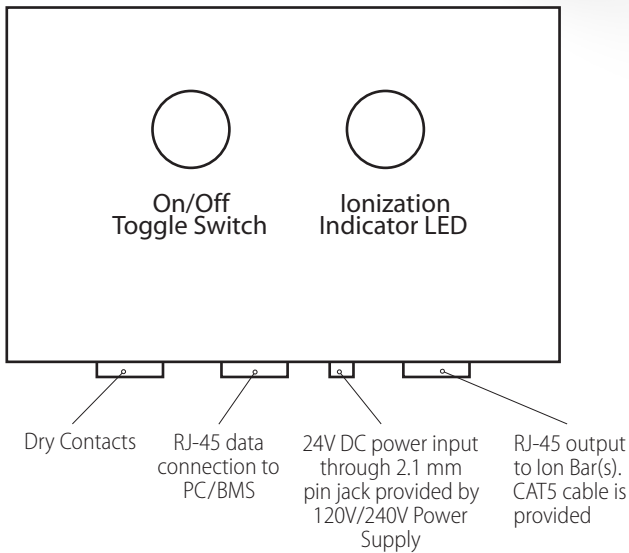 On/Off
Toggle Switch
Ionization
Indicator LED
Dry Contacts
RJ-45 data
connection to
PC/BMS
24V DC power input
through 2.1 mm
pin jack provided by
120V/240V Power
Supply
RJ-45 output
to Ion Bar(s).
CAT5 cable is
provided